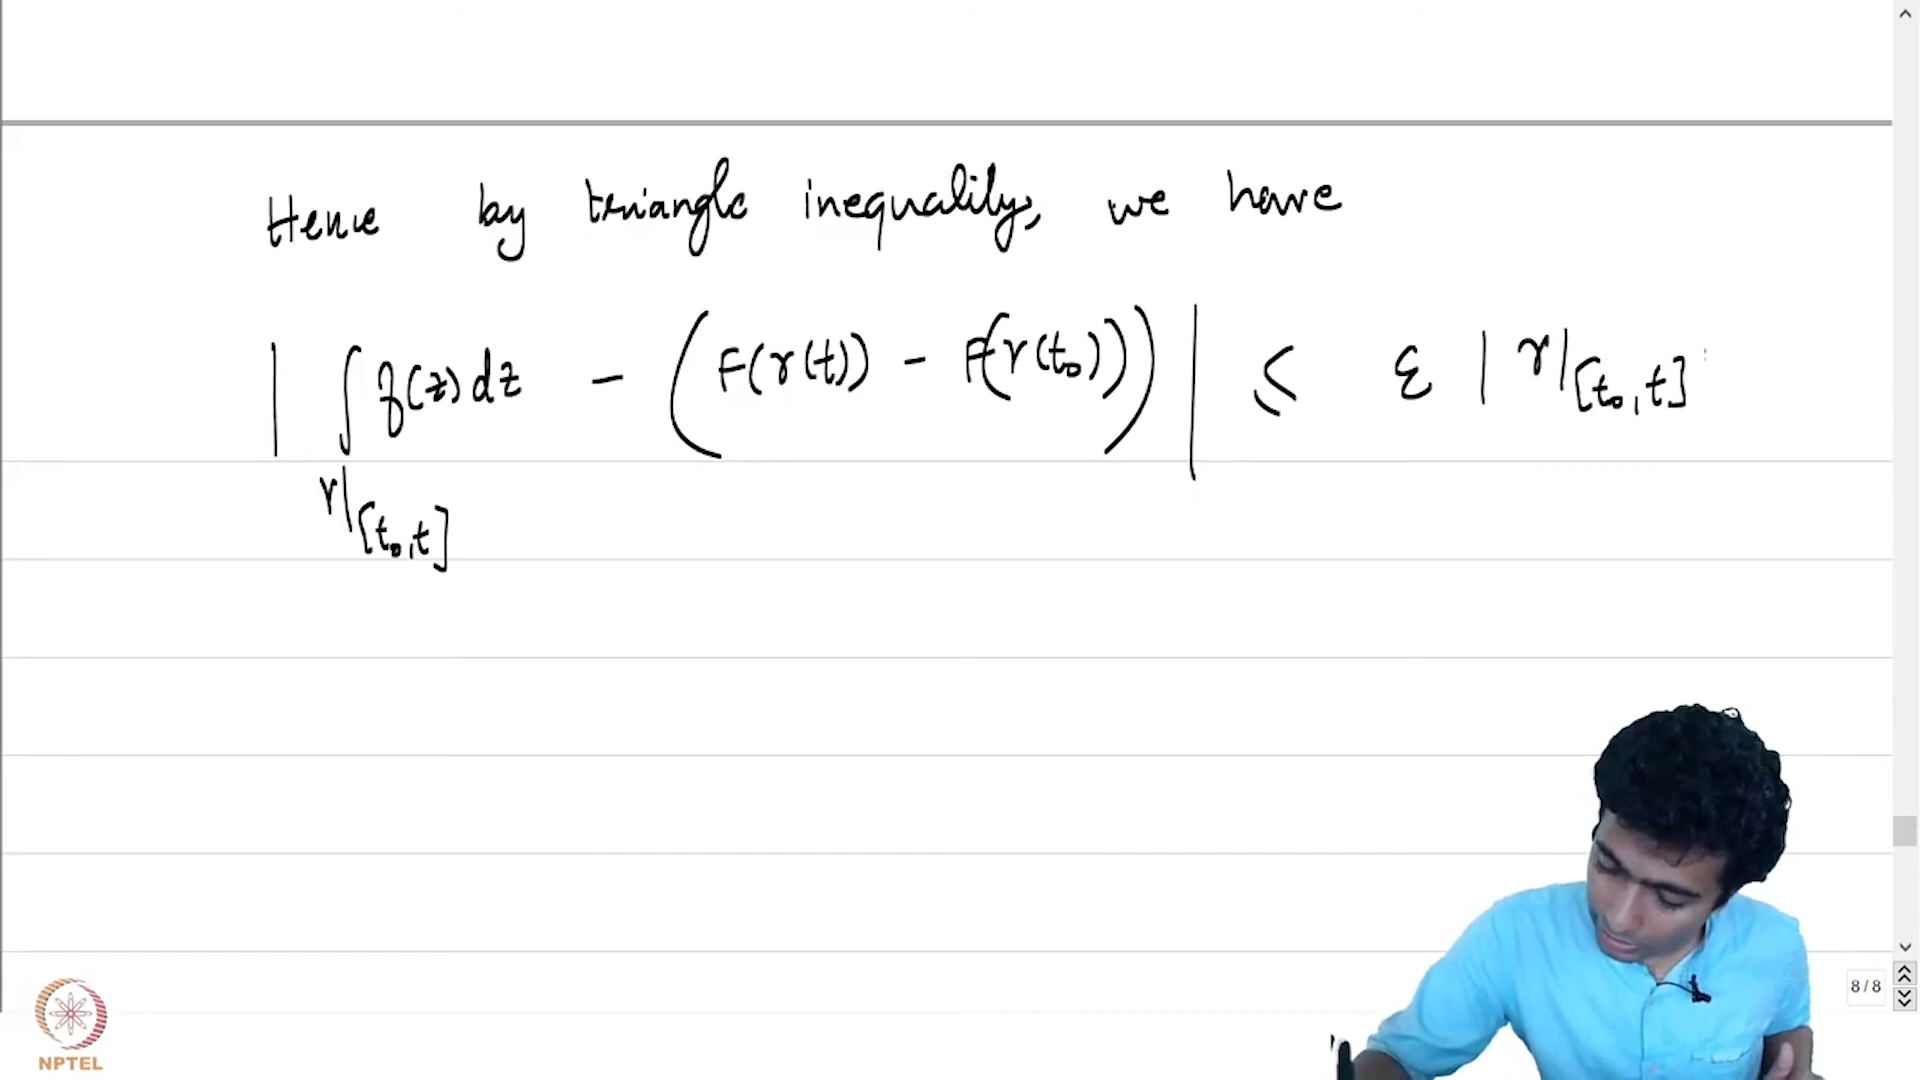 Hence by triangle inequality, we have
| ∫ f(z) dz - (F(γ(t)) - F(γ(t₀))) | ≤ ε | γ|[t₀,t]
γ|[t₀,t]
8 / 8
NPTEL